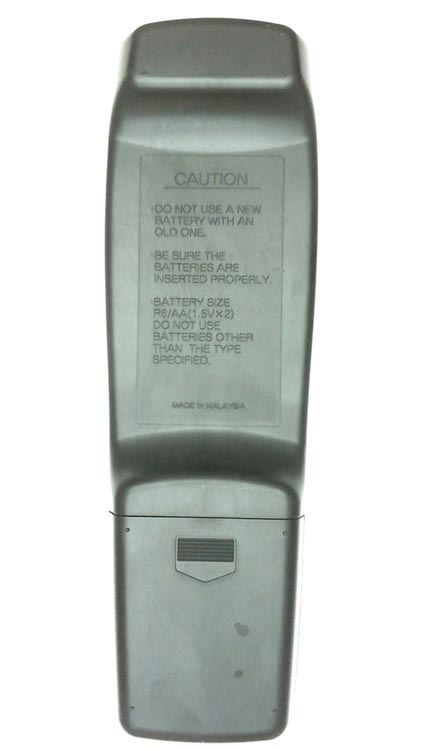 CAUTION
·DO NOT USE A NEW
BATTERY WITH AN
OLD ONE.
·BE SURE THE
BATTERIES ARE
INSERTED PROPERLY.
·BATTERY SIZE
R6/AA(1.5V×2)
DO NOT USE
BATTERIES OTHER
THAN THE TYPE
SPECIFIED.
MADE IN MALAYSIA